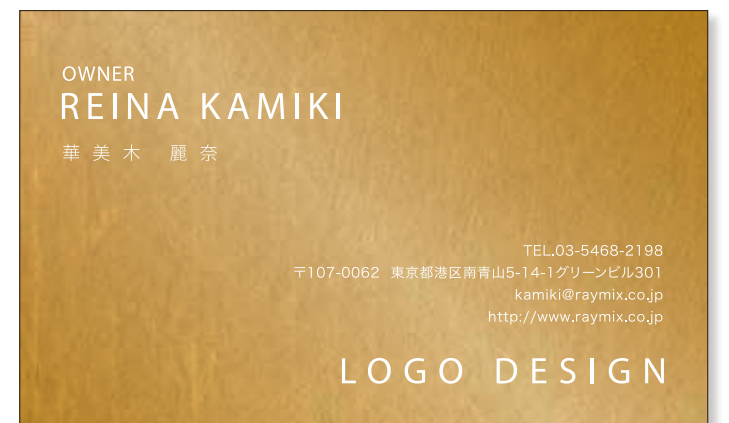 OWNER
REINA KAMIKI
華美木 麗奈
TEL.03-5468-2198
〒107-0062 東京都港区南青山5-14-1グリーンビル301
kamiki@raymix.co.jp
http://www.raymix.co.jp
LOGO DESIGN